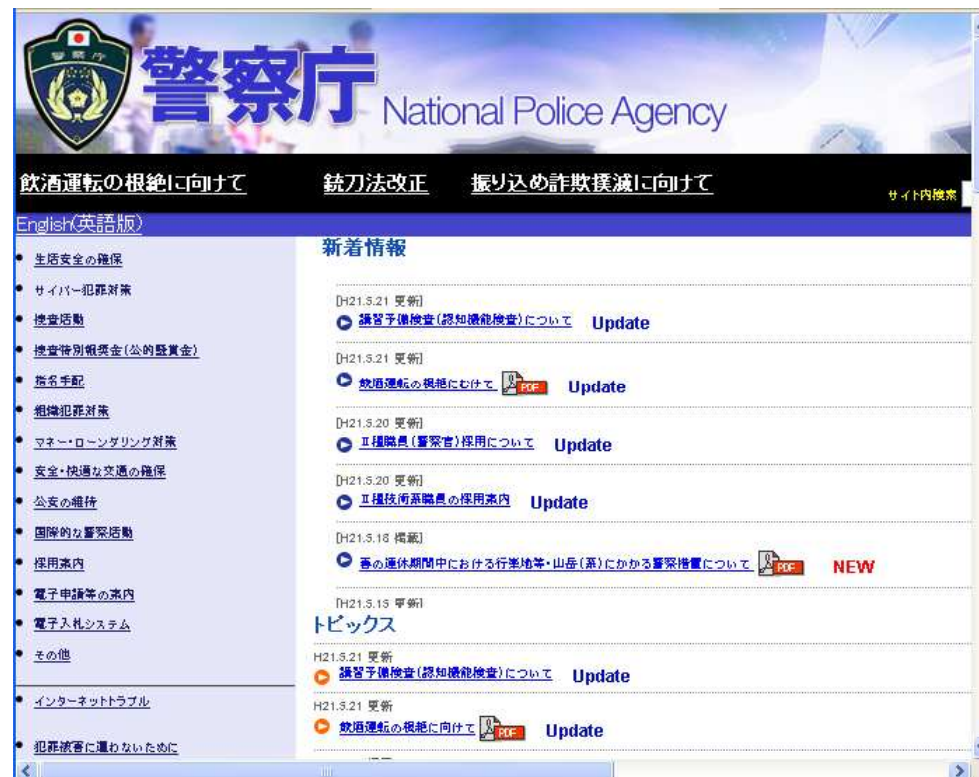 警察庁 National Police Agency
飲酒運転の根絶に向けて 銃刀法改正 振り込め詐欺撲滅に向けて
サイト内検索
English(英語版)
生活安全の確保
サイバー犯罪対策
捜査活動
捜査特別報奨金(公的懸賞金)
指名手配
組織犯罪対策
マネー・ローンダリング対策
安全・快適な交通の確保
公安の維持
国際的な警察活動
採用案内
電子申請等の案内
電子入札システム
その他
インターネットトラブル
犯罪被害に遭わないために
新着情報
[H21.5.21 更新]
講習予備検査(認知機能検査)について Update
[H21.5.21 更新]
飲酒運転の根絶にむけて PDF Update
[H21.5.20 更新]
Ⅱ種職員(警察官)採用について Update
[H21.5.20 更新]
Ⅱ種技術系職員の採用案内 Update
[H21.5.18 掲載]
春の連休期間中における行楽地等・山岳(系)にかかる警察措置について PDF NEW
[H21.5.15 更新]
トピックス
H21.5.21 更新
講習予備検査(認知機能検査)について Update
H21.5.21 更新
飲酒運転の根絶に向けて PDF Update